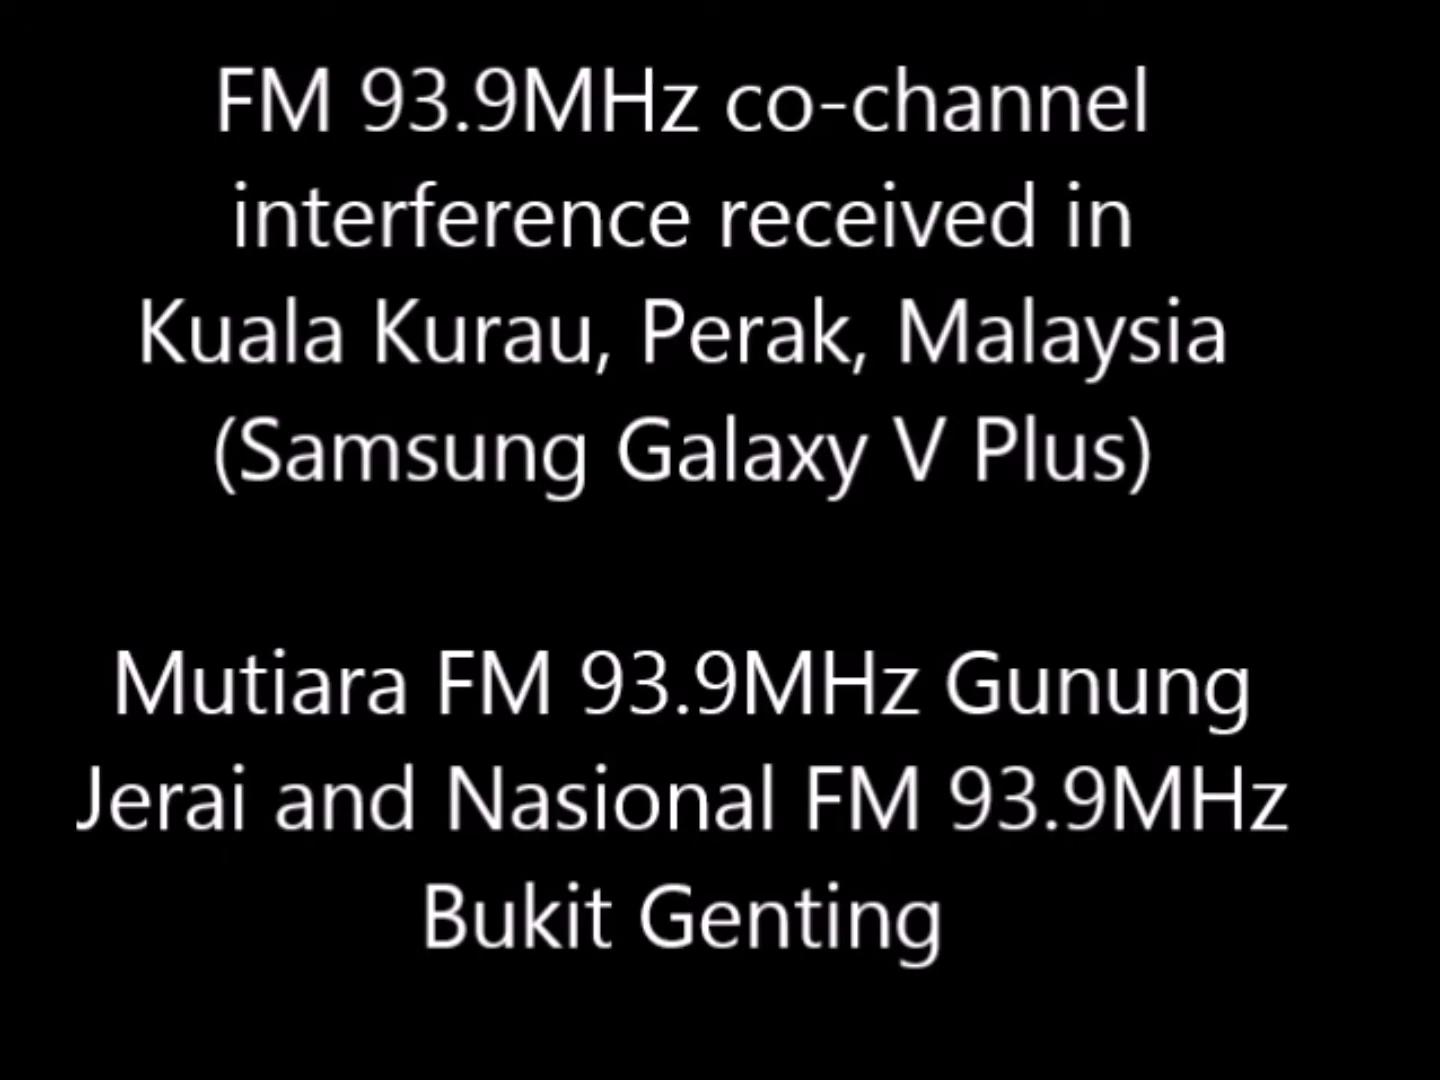 FM 93.9MHz co-channel
interference received in
Kuala Kurau, Perak, Malaysia
(Samsung Galaxy V Plus)
Mutiara FM 93.9MHz Gunung
Jerai and Nasional FM 93.9MHz
Bukit Genting